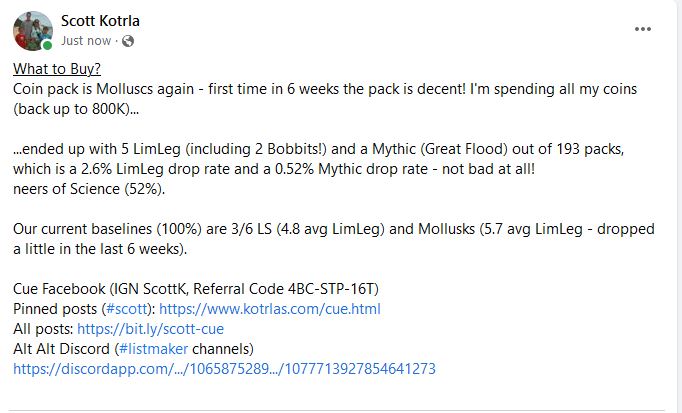 Scott Kotrla
Just now ·
What to Buy?
Coin pack is Molluscs again - first time in 6 weeks the pack is decent! I'm spending all my coins
(back up to 800K)...
...ended up with 5 LimLeg (including 2 Bobbits!) and a Mythic (Great Flood) out of 193 packs,
which is a 2.6% LimLeg drop rate and a 0.52% Mythic drop rate - not bad at all!
neers of Science (52%).
Our current baselines (100%) are 3/6 LS (4.8 avg LimLeg) and Mollusks (5.7 avg LimLeg - dropped
a little in the last 6 weeks).
Cue Facebook (IGN ScottK, Referral Code 4BC-STP-16T)
Pinned posts (#scott): https://www.kotrlas.com/cue.html
All posts: https://bit.ly/scott-cue
Alt Alt Discord (#listmaker channels)
https://discordapp.com/.../1065875289.../1077713927854641273